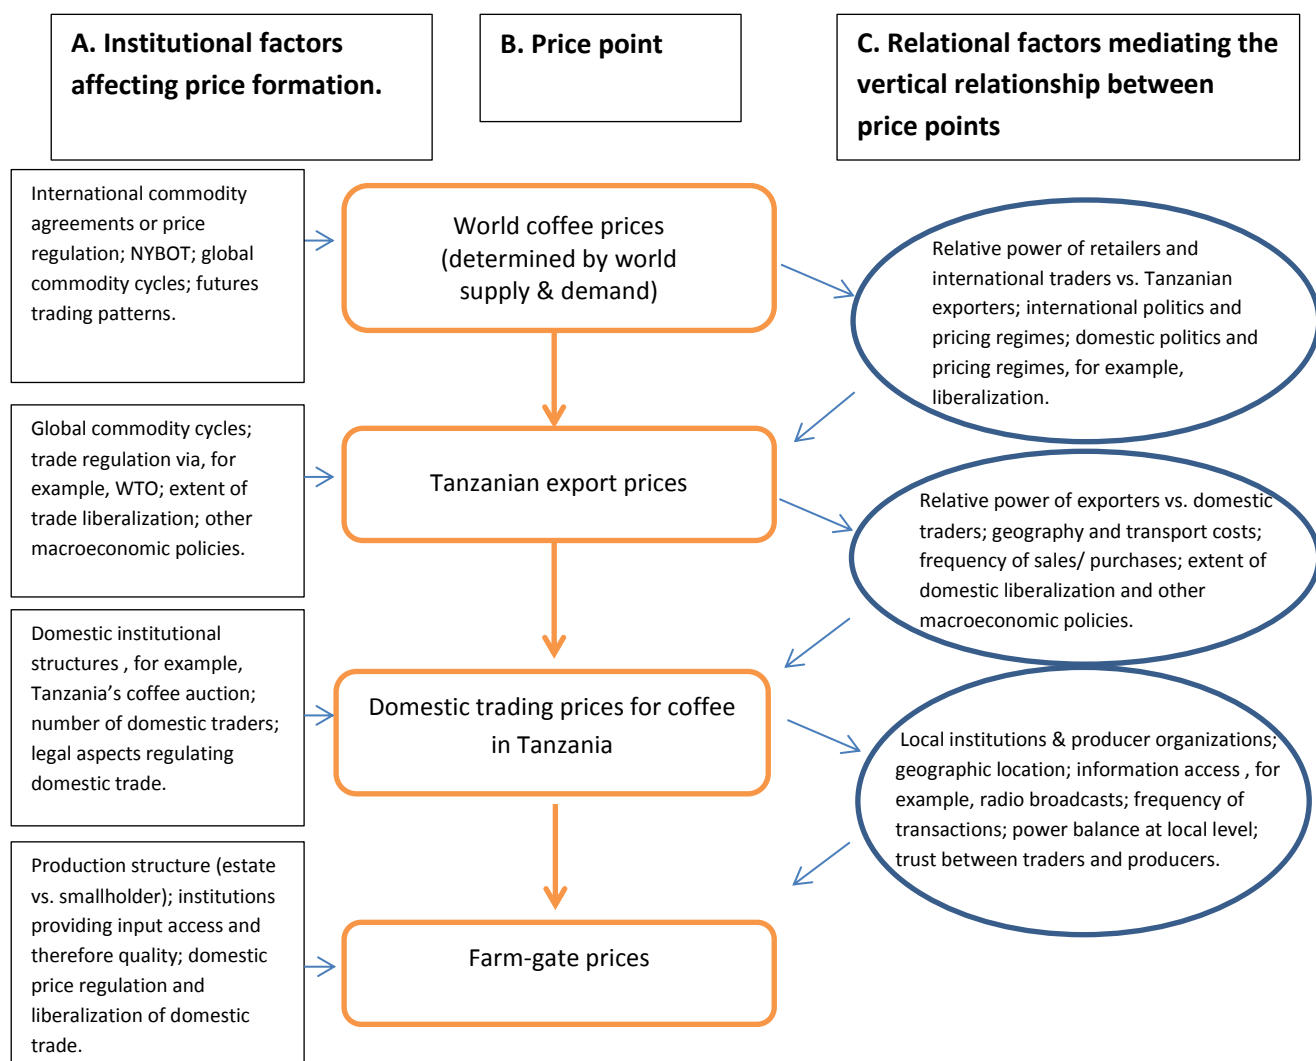 A. Institutional factors
affecting price formation.
B. Price point
C. Relational factors mediating the
vertical relationship between
price points
International commodity
agreements or price
regulation; NYBOT; global
commodity cycles; futures
trading patterns.
World coffee prices
(determined by world
supply & demand)
Relative power of retailers and
international traders vs. Tanzanian
exporters; international politics and
pricing regimes; domestic politics and
pricing regimes, for example,
liberalization.
Global commodity cycles;
trade regulation via, for
example, WTO; extent of
trade liberalization; other
macroeconomic policies.
Tanzanian export prices
Relative power of exporters vs. domestic
traders; geography and transport costs;
frequency of sales/ purchases; extent of
domestic liberalization and other
macroeconomic policies.
Domestic institutional
structures , for example,
Tanzania’s coffee auction;
number of domestic traders;
legal aspects regulating
domestic trade.
Domestic trading prices for coffee
in Tanzania
Local institutions & producer organizations;
geographic location; information access , for
example, radio broadcasts; frequency of
transactions; power balance at local level;
trust between traders and producers.
Production structure (estate
vs. smallholder); institutions
providing input access and
therefore quality; domestic
price regulation and
liberalization of domestic
trade.
Farm-gate prices